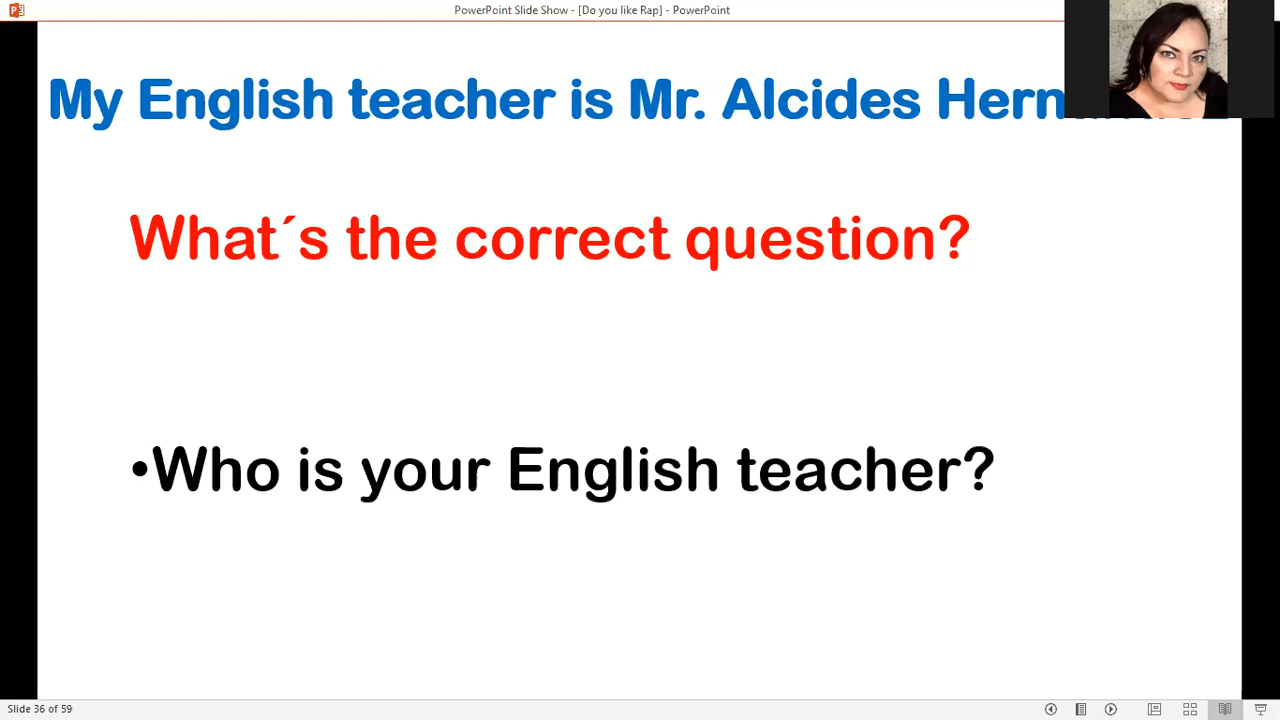 PowerPoint Slide Show - [Do you like Rap] - PowerPoint
My English teacher is Mr. Alcides
What´s the correct question?
•Who is your English teacher?
Slide 36 of 59